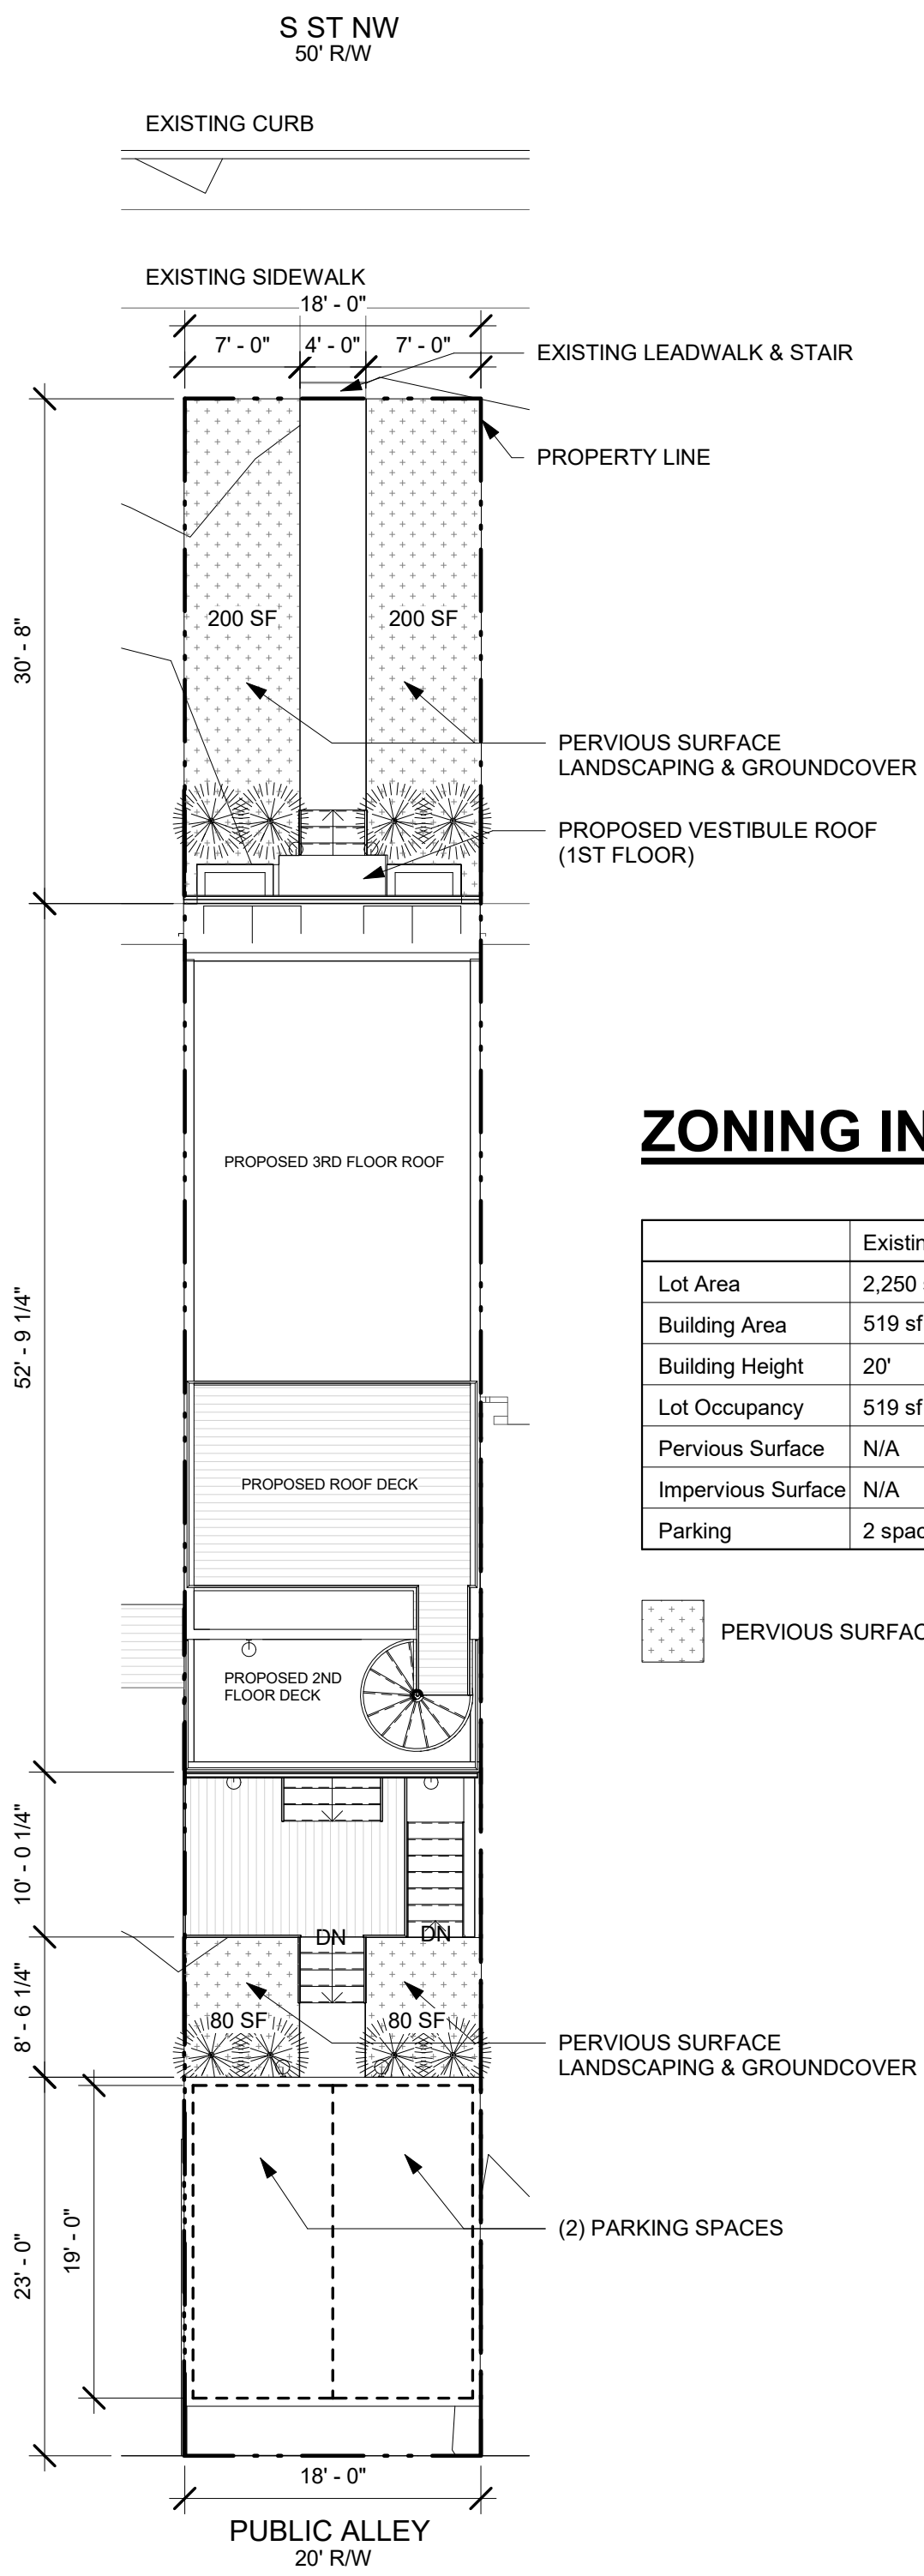 S ST NW
50' R/W
EXISTING CURB
EXISTING SIDEWALK
18' - 0"
7' - 0" 4' - 0" 7' - 0"
EXISTING LEADWALK & STAIR
PROPERTY LINE
30' - 8"
200 SF 200 SF
PERVIOUS SURFACE
LANDSCAPING & GROUNDCOVER
PROPOSED VESTIBULE ROOF
(1ST FLOOR)
52' - 9 1/4"
PROPOSED 3RD FLOOR ROOF
PROPOSED ROOF DECK
PROPOSED 2ND
FLOOR DECK
ZONING IN
Existin
Lot Area 2,250 s
Building Area 519 sf
Building Height 20'
Lot Occupancy 519 sf
Pervious Surface N/A
Impervious Surface N/A
Parking 2 spac
PERVIOUS SURFAC
10' - 0 1/4"
DN DN
8' - 6 1/4"
80 SF 80 SF
PERVIOUS SURFACE
LANDSCAPING & GROUNDCOVER
23' - 0"
19' - 0"
(2) PARKING SPACES
18' - 0"
PUBLIC ALLEY
20' R/W